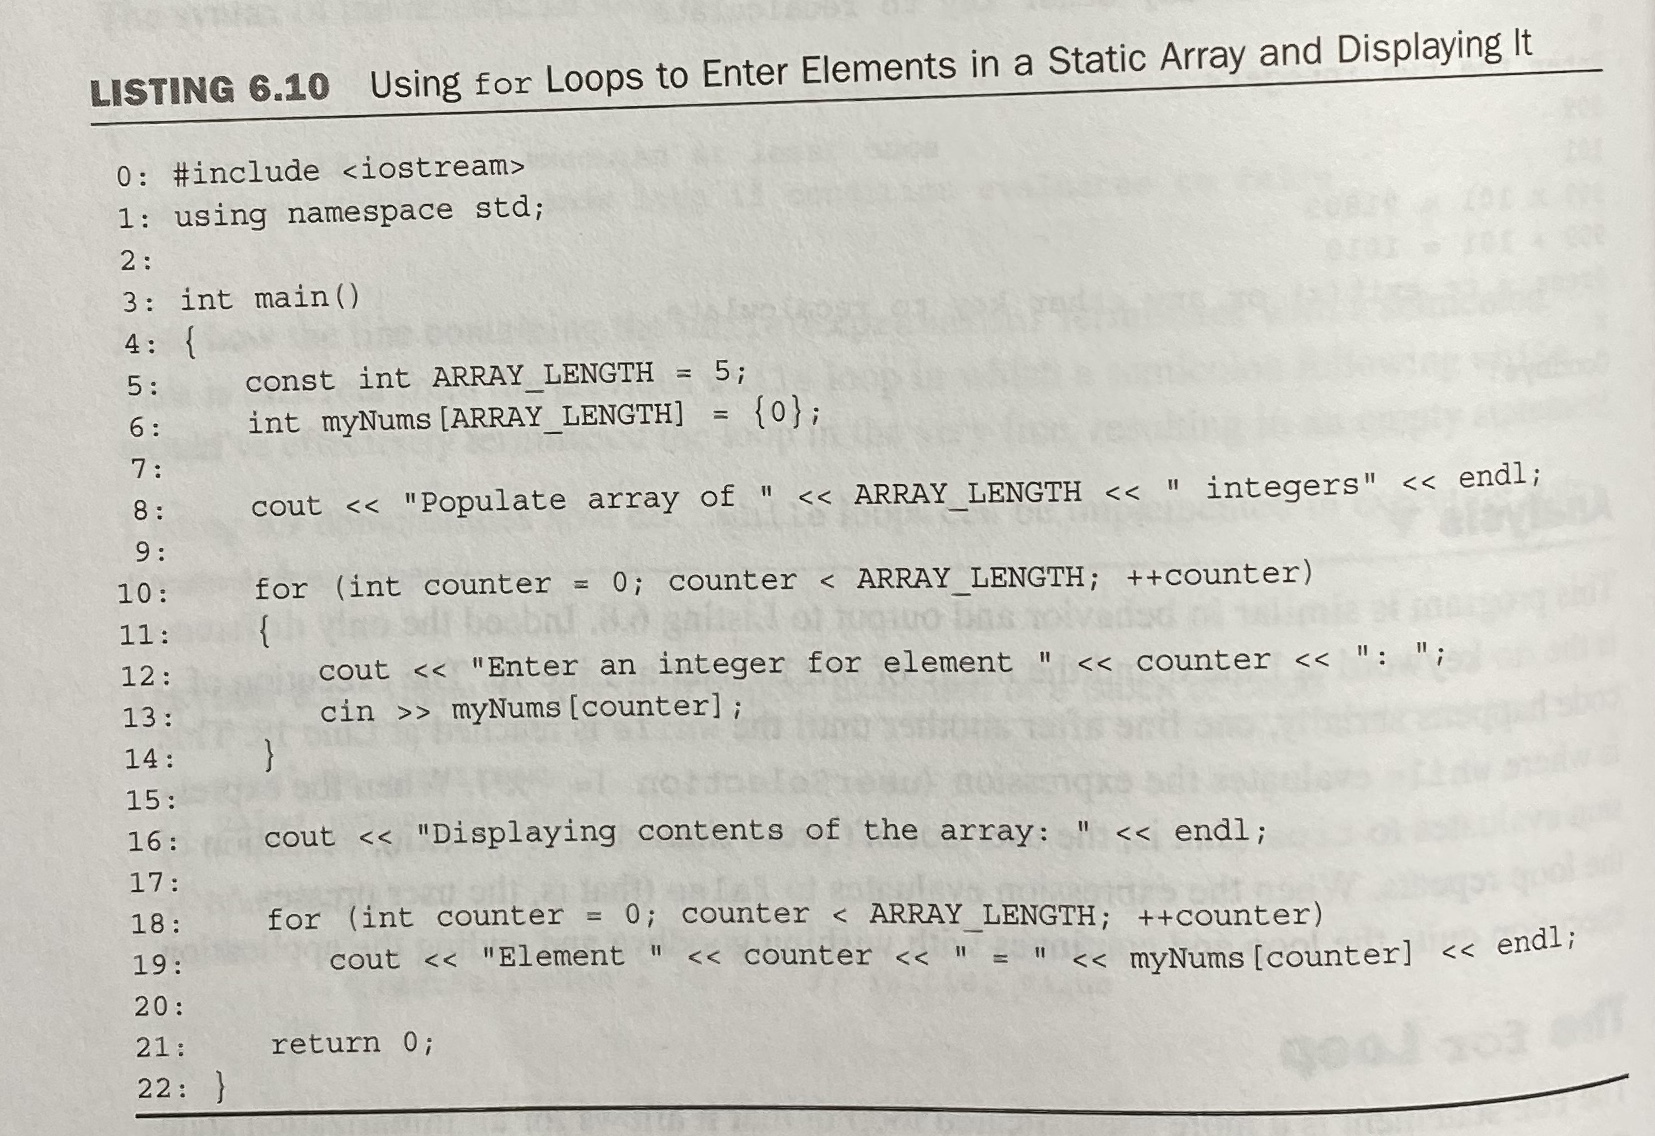 LISTING 6.10 Using for Loops to Enter Elements in a Static Array and Displaying It
0: #include <iostream>
1: using namespace std;
2:
3: int main()
4: {
5:     const int ARRAY_LENGTH = 5;
6:     int myNums[ARRAY_LENGTH] = {0};
7:
8:     cout << "Populate array of " << ARRAY_LENGTH << " integers" << endl;
9:
10:     for (int counter = 0; counter < ARRAY_LENGTH; ++counter)
11:     {
12:         cout << "Enter an integer for element " << counter << ": ";
13:         cin >> myNums[counter];
14:     }
15:
16:     cout << "Displaying contents of the array: " << endl;
17:
18:     for (int counter = 0; counter < ARRAY_LENGTH; ++counter)
19:         cout << "Element " << counter << " = " << myNums[counter] << endl;
20:
21:     return 0;
22: }